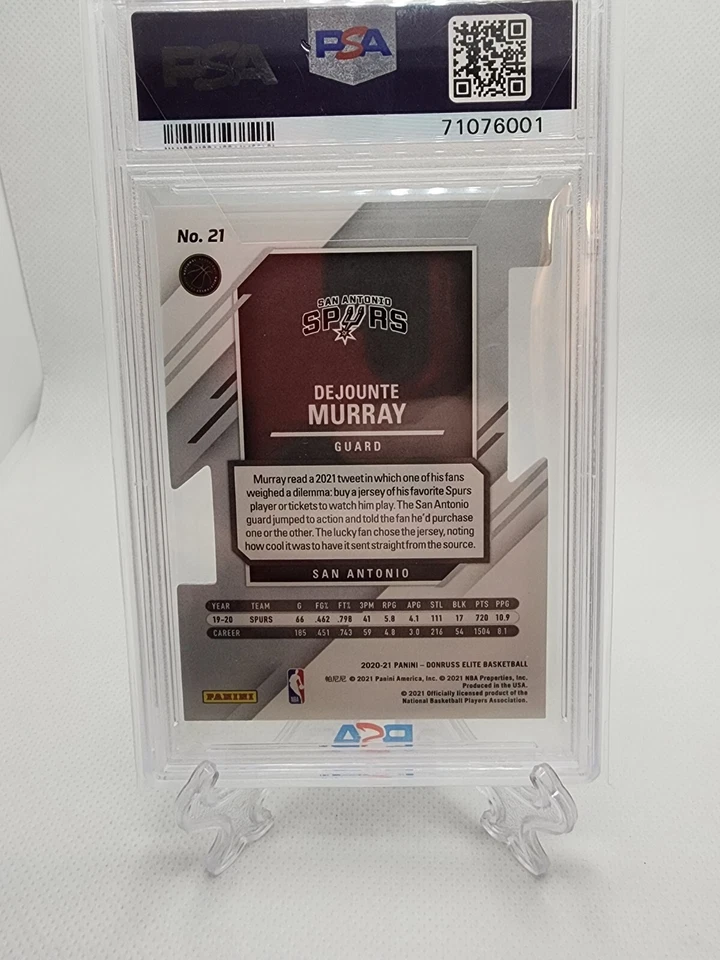 PSA
PSA
71076001
No. 21
SAN ANTONIO
SPURS
DEJOUNTE
MURRAY
GUARD
Murray read a 2021 tweet in which one of his fans
weighed a dilemma: buy a jersey of his favorite Spurs
player or tickets to watch him play. The San Antonio
guard jumped to action and told the fan he'd purchase
one or the other. The lucky fan chose the jersey, noting
how cool it was to have it sent straight from the source.
SAN ANTONIO
YEAR TEAM G FG% FT% 3PM RPG APG STL BLK PTS PPG
19-20 SPURS 66 .462 .798 41 5.8 4.1 111 17 720 10.9
CAREER 185 .451 .743 59 4.8 3.0 216 54 1504 8.1
2020-21 PANINI – DONRUSS ELITE BASKETBALL
帕尼尼 © 2021 Panini America, Inc. © 2021 NBA Properties, Inc.
Produced in the USA.
© 2021 Officially licensed product of the
National Basketball Players Association.
PANINI
PSA